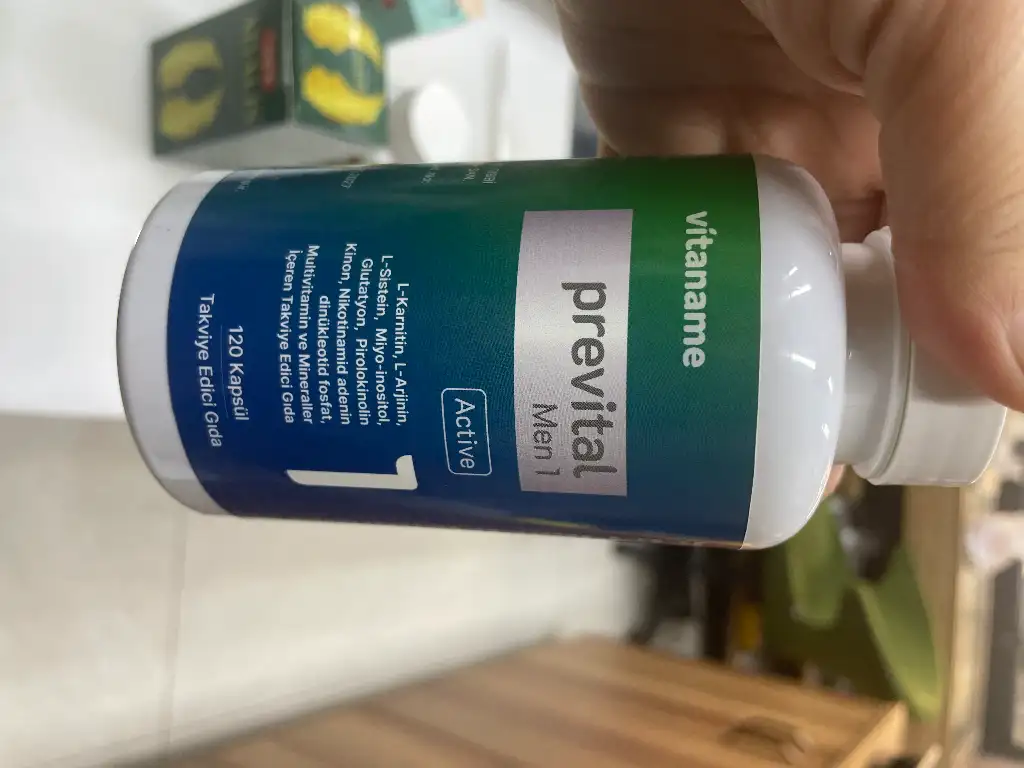 vitaname
prevital
Men 1
Active
1
L-Karnitin, L-Arjinin,
L-Sistein, Miyo-inositol,
Glutatyon, Pirolokinolin
Kinon, Nikotinamid adenin
dinükleotid fosfat,
Multivitamin ve Mineraller
İçeren Takviye Edici Gıda
120 Kapsül
Takviye Edici Gıda